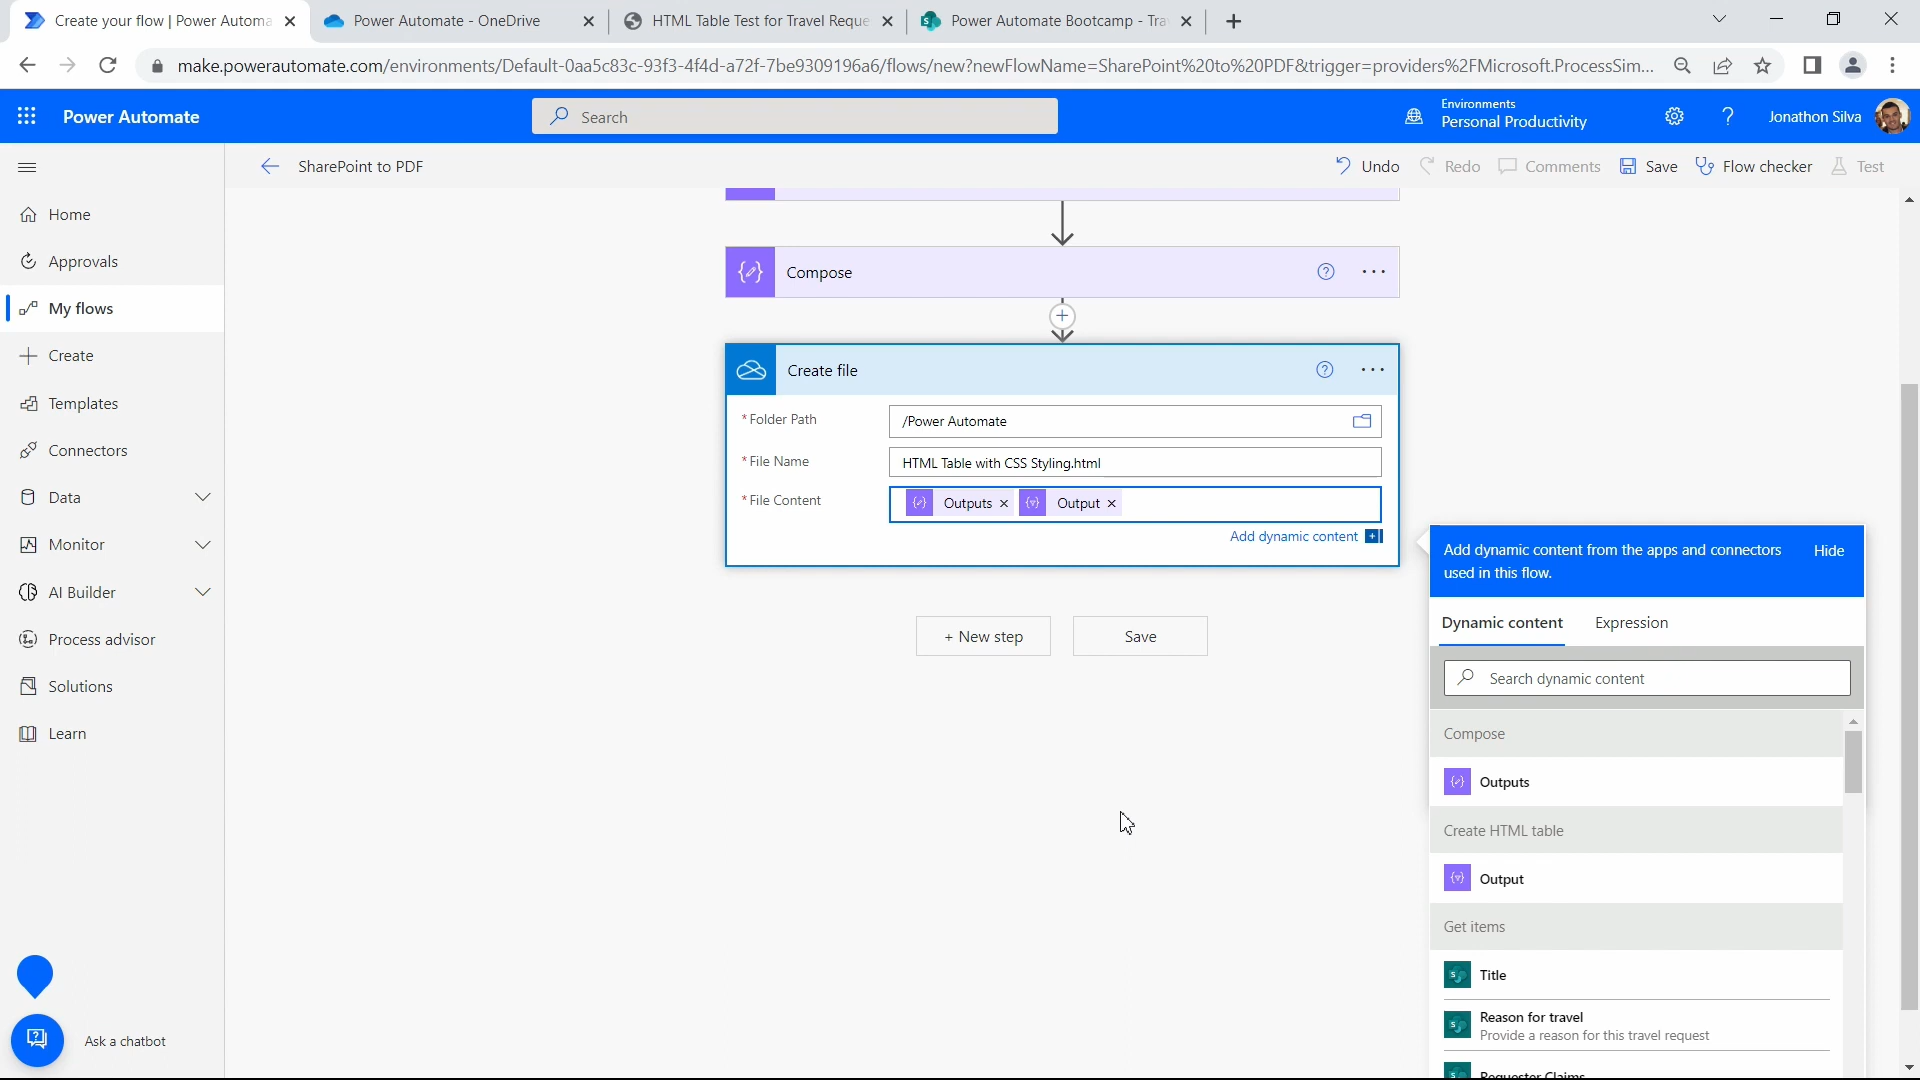 Create your flow | Power Automa
Power Automate - OneDrive
HTML Table Test for Travel Reque
Power Automate Bootcamp - Tra
make.powerautomate.com/environments/Default-0aa5c83c-93f3-4f4d-a72f-7be9309196a6/flows/new?newFlowName=SharePoint%20to%20PDF&trigger=providers%2FMicrosoft.ProcessSim...
Power Automate
Search
Environments
Personal Productivity
Jonathon Silva
SharePoint to PDF
Undo
Redo
Comments
Save
Flow checker
Test
Home
Approvals
My flows
Create
Templates
Connectors
Data
Monitor
AI Builder
Process advisor
Solutions
Learn
Ask a chatbot
Compose
Create file
* Folder Path
/Power Automate
* File Name
HTML Table with CSS Styling.html
* File Content
Outputs
Output
Add dynamic content
+ New step
Save
Add dynamic content from the apps and connectors
used in this flow.
Hide
Dynamic content
Expression
Search dynamic content
Compose
Outputs
Create HTML table
Output
Get items
Title
Reason for travel
Provide a reason for this travel request
Requester Claims